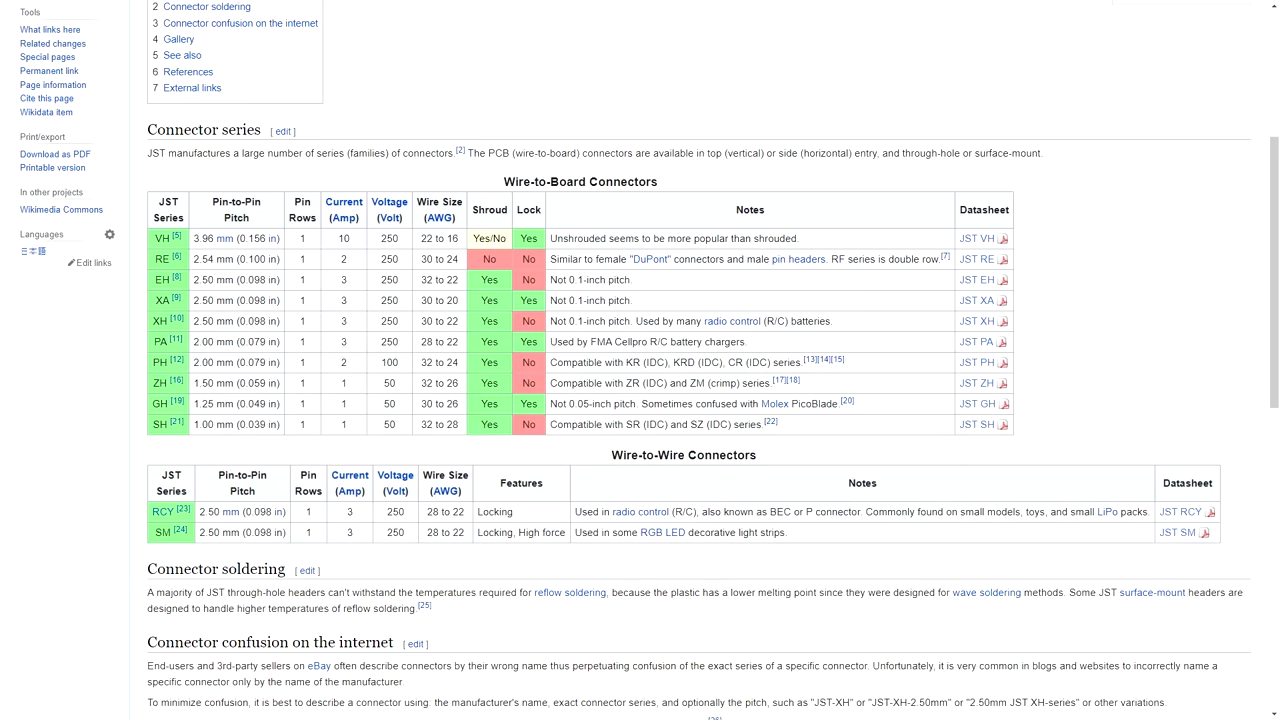 Tools
What links here
Related changes
Special pages
Permanent link
Page information
Cite this page
Wikidata item
Print/export
Download as PDF
Printable version
In other projects
Wikimedia Commons
Languages
日本語
Edit links
2 Connector soldering
3 Connector confusion on the internet
4 Gallery
5 See also
6 References
7 External links
Connector series [ edit ]
JST manufactures a large number of series (families) of connectors.[2] The PCB (wire-to-board) connectors are available in top (vertical) or side (horizontal) entry, and through-hole or surface-mount.
Wire-to-Board Connectors
JST Series Pin-to-Pin Pitch Pin Rows Current (Amp) Voltage (Volt) Wire Size (AWG) Shroud Lock Notes Datasheet
VH [5] 3.96 mm (0.156 in) 1 10 250 22 to 16 Yes/No Yes Unshrouded seems to be more popular than shrouded. JST VH
RE [6] 2.54 mm (0.100 in) 1 2 250 30 to 24 No No Similar to female "DuPont" connectors and male pin headers. RF series is double row.[7] JST RE
EH [8] 2.50 mm (0.098 in) 1 3 250 32 to 22 Yes No Not 0.1-inch pitch. JST EH
XA [9] 2.50 mm (0.098 in) 1 3 250 30 to 20 Yes Yes Not 0.1-inch pitch. JST XA
XH [10] 2.50 mm (0.098 in) 1 3 250 30 to 22 Yes No Not 0.1-inch pitch. Used by many radio control (R/C) batteries. JST XH
PA [11] 2.00 mm (0.079 in) 1 3 250 28 to 22 Yes Yes Used by FMA Cellpro R/C battery chargers. JST PA
PH [12] 2.00 mm (0.079 in) 1 2 100 32 to 24 Yes No Compatible with KR (IDC), KRD (IDC), CR (IDC) series.[13][14][15] JST PH
ZH [16] 1.50 mm (0.059 in) 1 1 50 32 to 26 Yes No Compatible with ZR (IDC) and ZM (crimp) series.[17][18] JST ZH
GH [19] 1.25 mm (0.049 in) 1 1 50 30 to 26 Yes Yes Not 0.05-inch pitch. Sometimes confused with Molex PicoBlade.[20] JST GH
SH [21] 1.00 mm (0.039 in) 1 1 50 32 to 28 Yes No Compatible with SR (IDC) and SZ (IDC) series.[22] JST SH
Wire-to-Wire Connectors
JST Series Pin-to-Pin Pitch Pin Rows Current (Amp) Voltage (Volt) Wire Size (AWG) Features Notes Datasheet
RCY [23] 2.50 mm (0.098 in) 1 3 250 28 to 22 Locking Used in radio control (R/C), also known as BEC or P connector. Commonly found on small models, toys, and small LiPo packs. JST RCY
SM [24] 2.50 mm (0.098 in) 1 3 250 28 to 22 Locking, High force Used in some RGB LED decorative light strips. JST SM
Connector soldering [ edit ]
A majority of JST through-hole headers can't withstand the temperatures required for reflow soldering, because the plastic has a lower melting point since they were designed for wave soldering methods. Some JST surface-mount headers are
designed to handle higher temperatures of reflow soldering.[25]
Connector confusion on the internet [ edit ]
End-users and 3rd-party sellers on eBay often describe connectors by their wrong name thus perpetuating confusion of the exact series of a specific connector. Unfortunately, it is very common in blogs and websites to incorrectly name a
specific connector only by the name of the manufacturer.
To minimize confusion, it is best to describe a connector using: the manufacturer's name, exact connector series, and optionally the pitch, such as "JST-XH" or "JST-XH-2.50mm" or "2.50mm JST XH-series" or other variations.